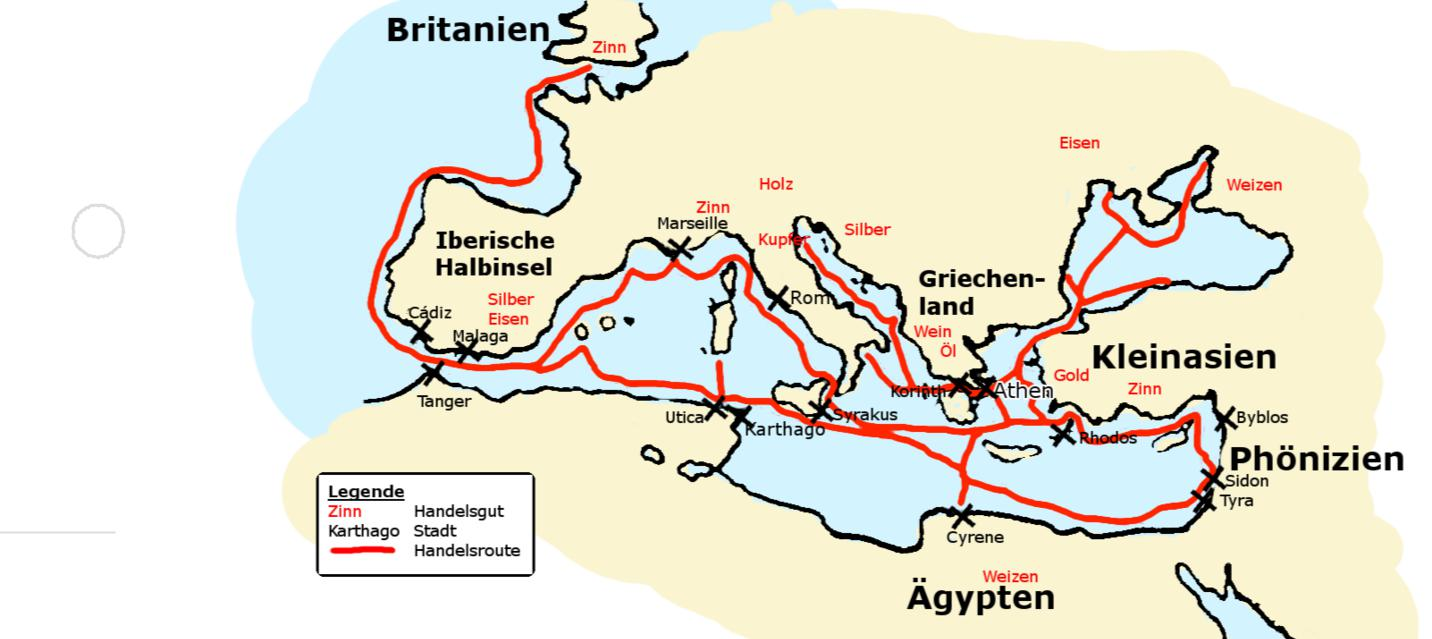 Britanien
Zinn
Eisen
Holz
Weizen
Zinn
Marseille
Silber
Kupfer
Iberische
Halbinsel
Griechen-
land
Rom
Silber
Eisen
Cádiz
Malaga
Wein
Öl
Kleinasien
Gold
Zinn
Korinth
Athen
Tanger
Utica
Karthago
Syrakus
Rhodos
Byblos
Phönizien
Sidon
Tyra
Cyrene
Legende
Zinn Handelsgut
Karthago Stadt
Handelsroute
Weizen
Ägypten